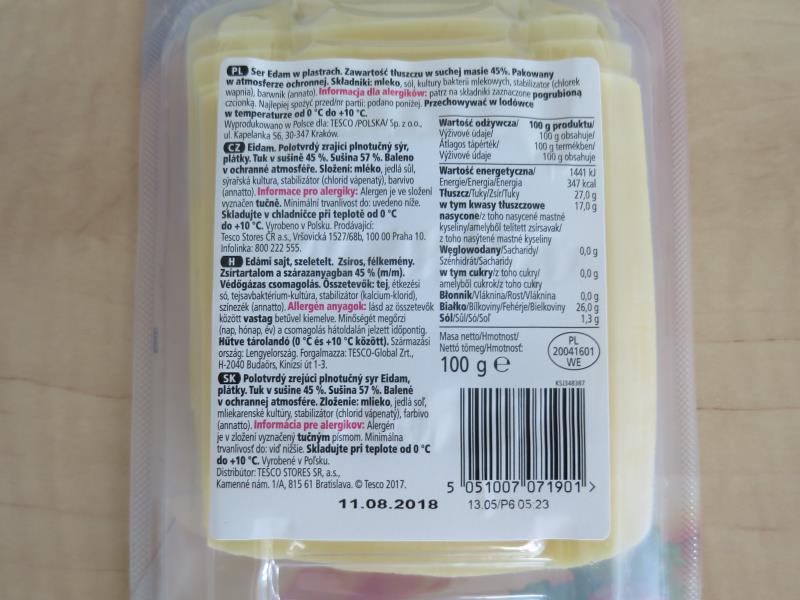 PL Ser Edam w plastrach. Zawartość tłuszczu w suchej masie 45%. Pakowany
w atmosferze ochronnej. Składniki: mleko, sól, kultury bakterii mlekowych, stabilizator (chlorek
wapnia), barwnik (annato). Informacja dla alergików: patrz na składniki zaznaczone pogrubioną
czcionką. Najlepiej spożyć przed/nr partii: podano poniżej. Przechowywać w lodówce
w temperaturze od 0 °C do +10 °C.
Wyprodukowano w Polsce dla: TESCO /POLSKA/ Sp. z o.o.,
ul. Kapelanka 56, 30-347 Kraków.
CZ Eidam. Polotvrdý zrající plnotučný sýr,
plátky. Tuk v sušině 45 %. Sušina 57 %. Baleno
v ochranné atmosféře. Složení: mléko, jedlá sůl,
sýrařská kultura, stabilizátor (chlorid vápenatý), barvivo
(annatto). Informace pro alergiky: Alergen je ve složení
vyznačen tučně. Minimální trvanlivost do: uvedeno níže.
Skladujte v chladničce při teplotě od 0 °C
do +10 °C. Vyrobeno v Polsku. Prodávající:
Tesco Stores ČR a.s., Vršovická 1527/68b, 100 00 Praha 10.
Infolinka: 800 222 555.
H Edámi sajt, szeletelt. Zsíros, félkemény.
Zsírtartalom a szárazanyagban 45 % (m/m).
Védőgázas csomagolás. Összetevők: tej, étkezési
só, tejsavbaktérium-kultúra, stabilizátor (kalcium-klorid),
színezék (annatto). Allergén anyagok: lásd az összetevők
között vastag betűvel kiemelve. Minőségét megőrzi
(nap, hónap, év) a csomagolás hátoldalán jelzett időpontig.
Hűtve tárolandó (0 °C és +10 °C között). Származási
ország: Lengyelország. Forgalmazza: TESCO-Global Zrt.,
H-2040 Budaörs, Kinizsi út 1-3.
SK Polotvrdý zrejúci plnotučný syr Eidam,
plátky. Tuk v sušine 45 %. Sušina 57 %. Balené
v ochrannej atmosfére. Zloženie: mlieko, jedlá soľ,
mliekarenské kultúry, stabilizátor (chlorid vápenatý), farbivo
(annatto). Informácia pre alergikov: Alergén
je v zložení vyznačený tučným písmom. Minimálna
trvanlivosť do: viď nižšie. Skladujte pri teplote od 0 °C
do +10 °C. Vyrobené v Poľsku.
Distribútor: TESCO STORES SR, a.s.,
Kamenné nám. 1/A, 815 61 Bratislava. © Tesco 2017.
11.08.2018
Wartość odżywcza/ 100 g produktu/
Výživové údaje/ 100 g obsahuje/
Átlagos tápérték/ 100 g termékben/
Výživové údaje 100 g obsahuje
Wartość energetyczna/ 1441 kJ
Energie/Energia/Energia 347 kcal
Tłuszcz/Tuky/Zsír/Tuky 27,0 g
w tym kwasy tłuszczowe 17,0 g
nasycone/z toho nasycené mastné
kyseliny/amelyből telített zsírsavak/
z toho nasýtené mastné kyseliny
Węglowodany/Sacharidy/ 0,0 g
Szénhidrát/Sacharidy
w tym cukry/z toho cukry/ 0,0 g
amelyből cukrok/z toho cukry
Błonnik/Vláknina/Rost/Vláknina 0,0 g
Białko/Bílkoviny/Fehérje/Bielkoviny 26,0 g
Sól/Sůl/Só/Soľ 1,3 g
Masa netto/Hmotnost/
Nettó tömeg/Hmotnosť:
100 g ℮
PL
20041601
WE
KSJ348387
5 051007 071901 >
13.05/P6 05:23